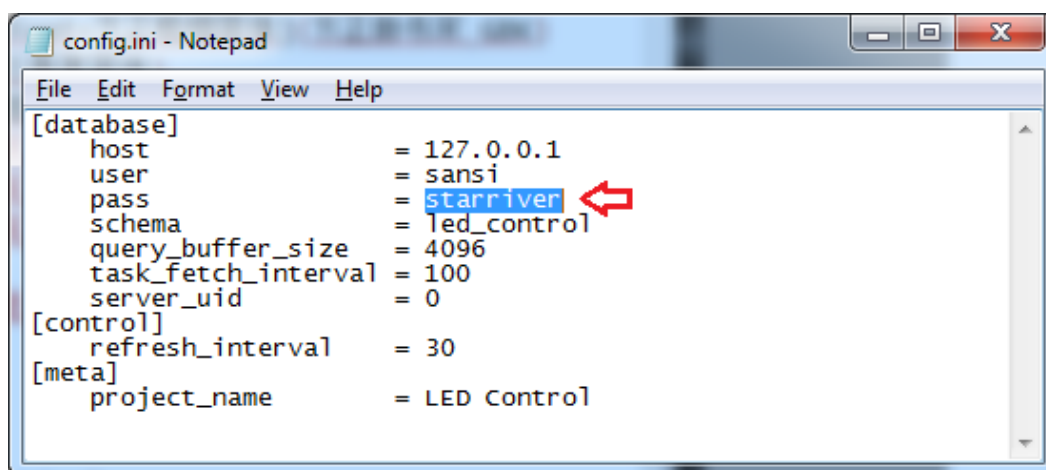 config.ini - Notepad
File Edit Format View Help
[database]
host = 127.0.0.1
user = sansi
pass = starriver
schema = led_control
query_buffer_size = 4096
task_fetch_interval = 100
server_uid = 0
[control]
refresh_interval = 30
[meta]
project_name = LED Control